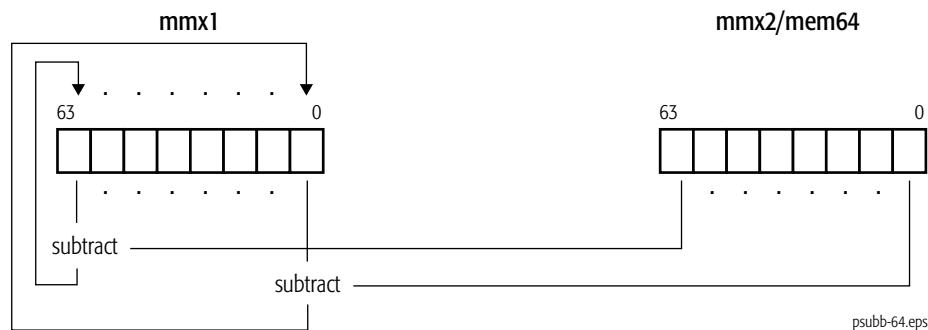 mmx1 mmx2/mem64
. . . . . .
63 0 63 0
. . . . . . . . . . . .
subtract
subtract
psubb-64.eps